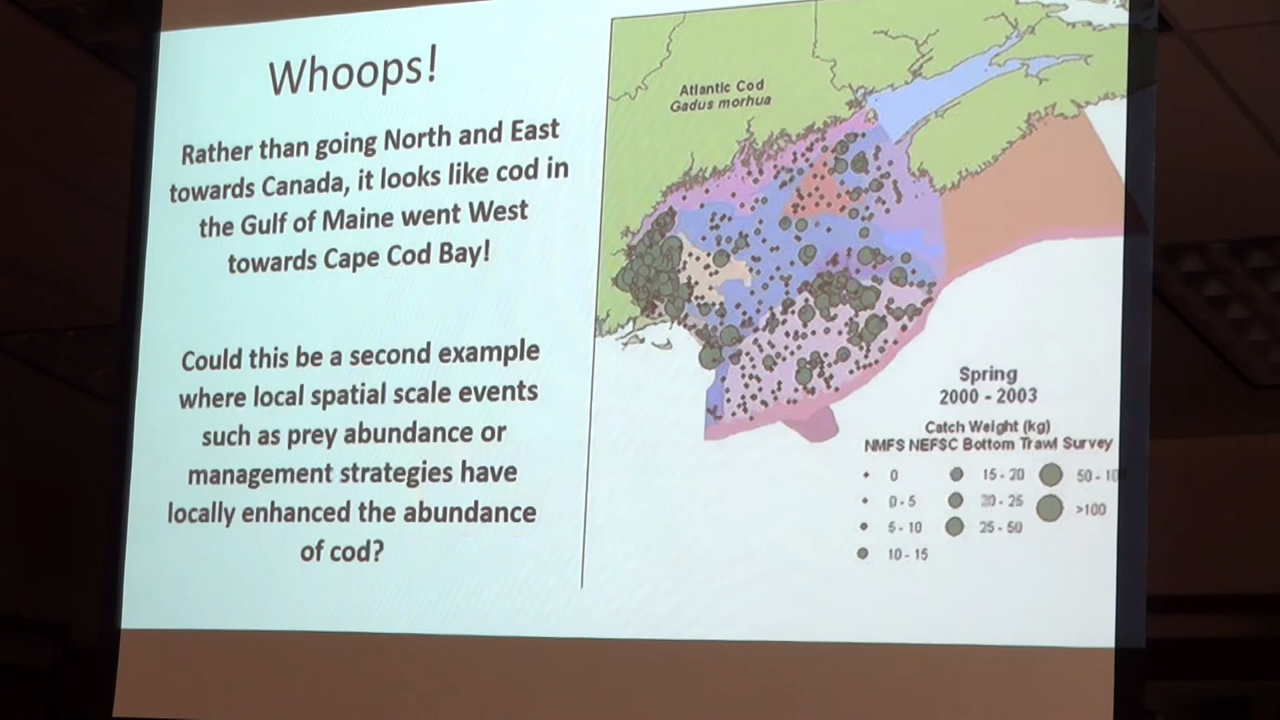 Whoops!
Rather than going North and East
towards Canada, it looks like cod in
the Gulf of Maine went West
towards Cape Cod Bay!
Could this be a second example
where local spatial scale events
such as prey abundance or
management strategies have
locally enhanced the abundance
of cod?
Atlantic Cod
Gadus morhua
Spring
2000 - 2003
Catch Weight (kg)
NMFS NEFSC Bottom Trawl Survey
0
0 - 5
5 - 10
10 - 15
15 - 20
20 - 25
25 - 50
50 - 100
>100